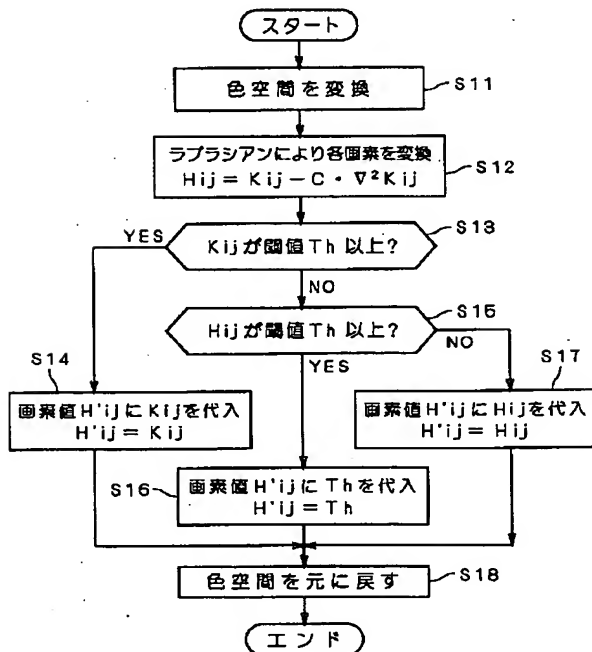 スタート
色空間を変換
S11
ラプラシアンにより各画素を変換
Hij = Kij − C ・ ∇²Kij
S12
Kijが閾値Th以上?
S13
YES
NO
Hijが閾値Th以上?
S15
NO
YES
S14
画素値H'ijにKijを代入
H'ij = Kij
S17
画素値H'ijにHijを代入
H'ij = Hij
S16
画素値H'ijにThを代入
H'ij = Th
色空間を元に戻す
S18
エンド